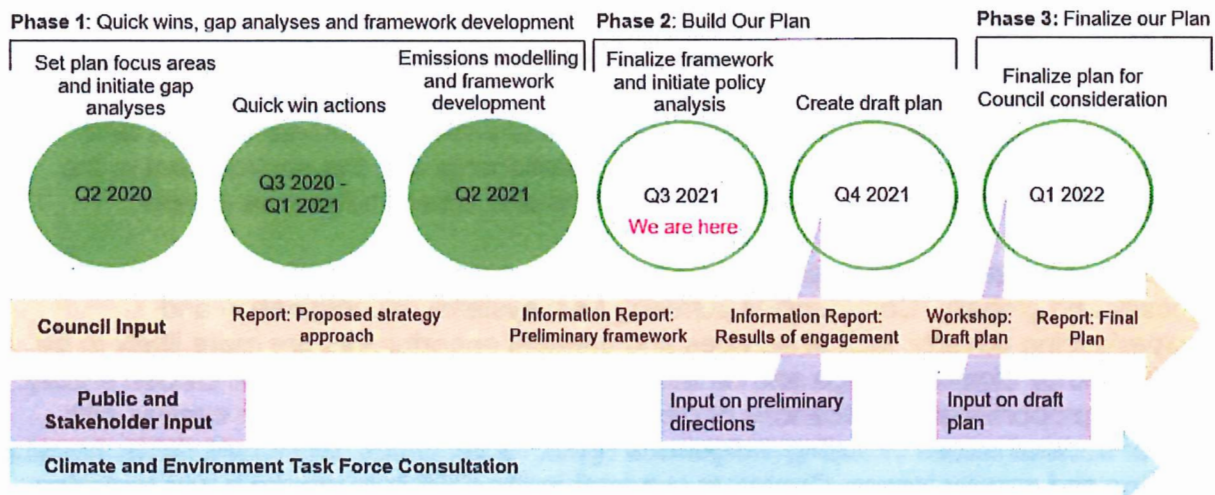 Phase 1: Quick wins, gap analyses and framework development
Phase 2: Build Our Plan
Phase 3: Finalize our Plan
Set plan focus areas
and initiate gap
analyses
Quick win actions
Emissions modelling
and framework
development
Finalize framework
and initiate policy
analysis
Create draft plan
Finalize plan for
Council consideration
Q2 2020
Q3 2020 -
Q1 2021
Q2 2021
Q3 2021
We are here
Q4 2021
Q1 2022
Council Input
Report: Proposed strategy
approach
Information Report:
Preliminary framework
Information Report:
Results of engagement
Workshop:
Draft plan
Report: Final
Plan
Public and
Stakeholder Input
Input on preliminary
directions
Input on draft
plan
Climate and Environment Task Force Consultation